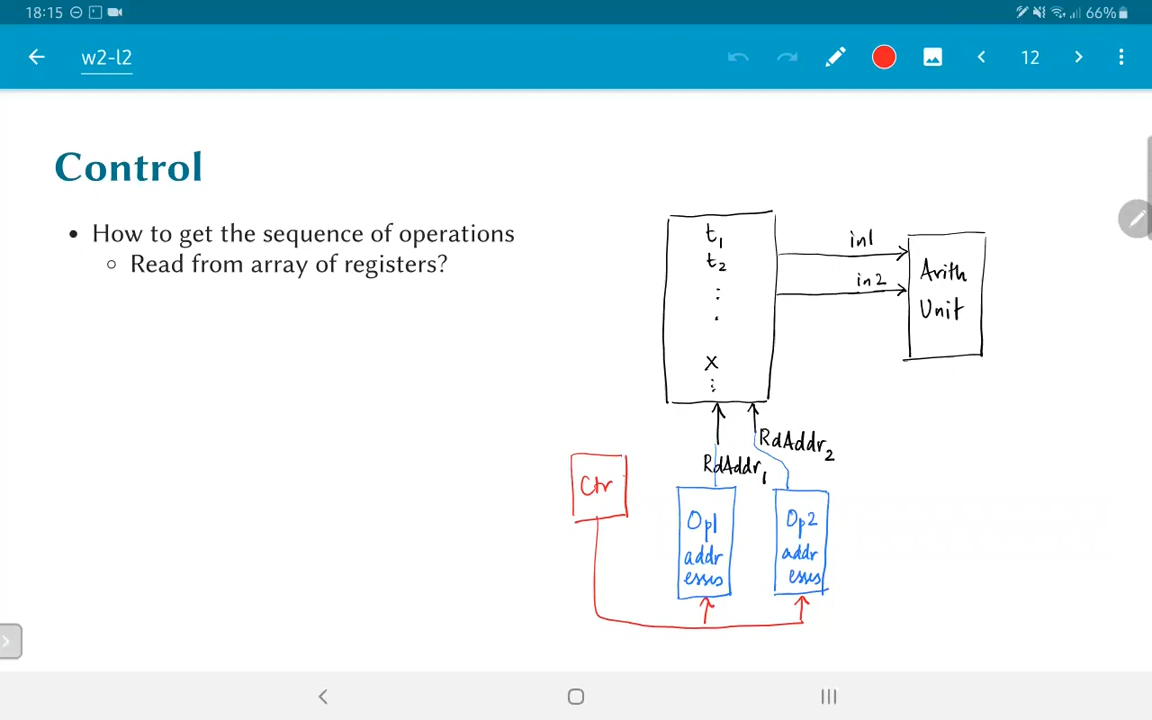 18:15
66%
w2-l2
12
Control
• How to get the sequence of operations
○ Read from array of registers?
t1
t2
⋮
x
⋮
in1
in2
Arith
Unit
RdAddr1
RdAddr2
Ctr
Op1
addr
esses
Op2
addr
esses